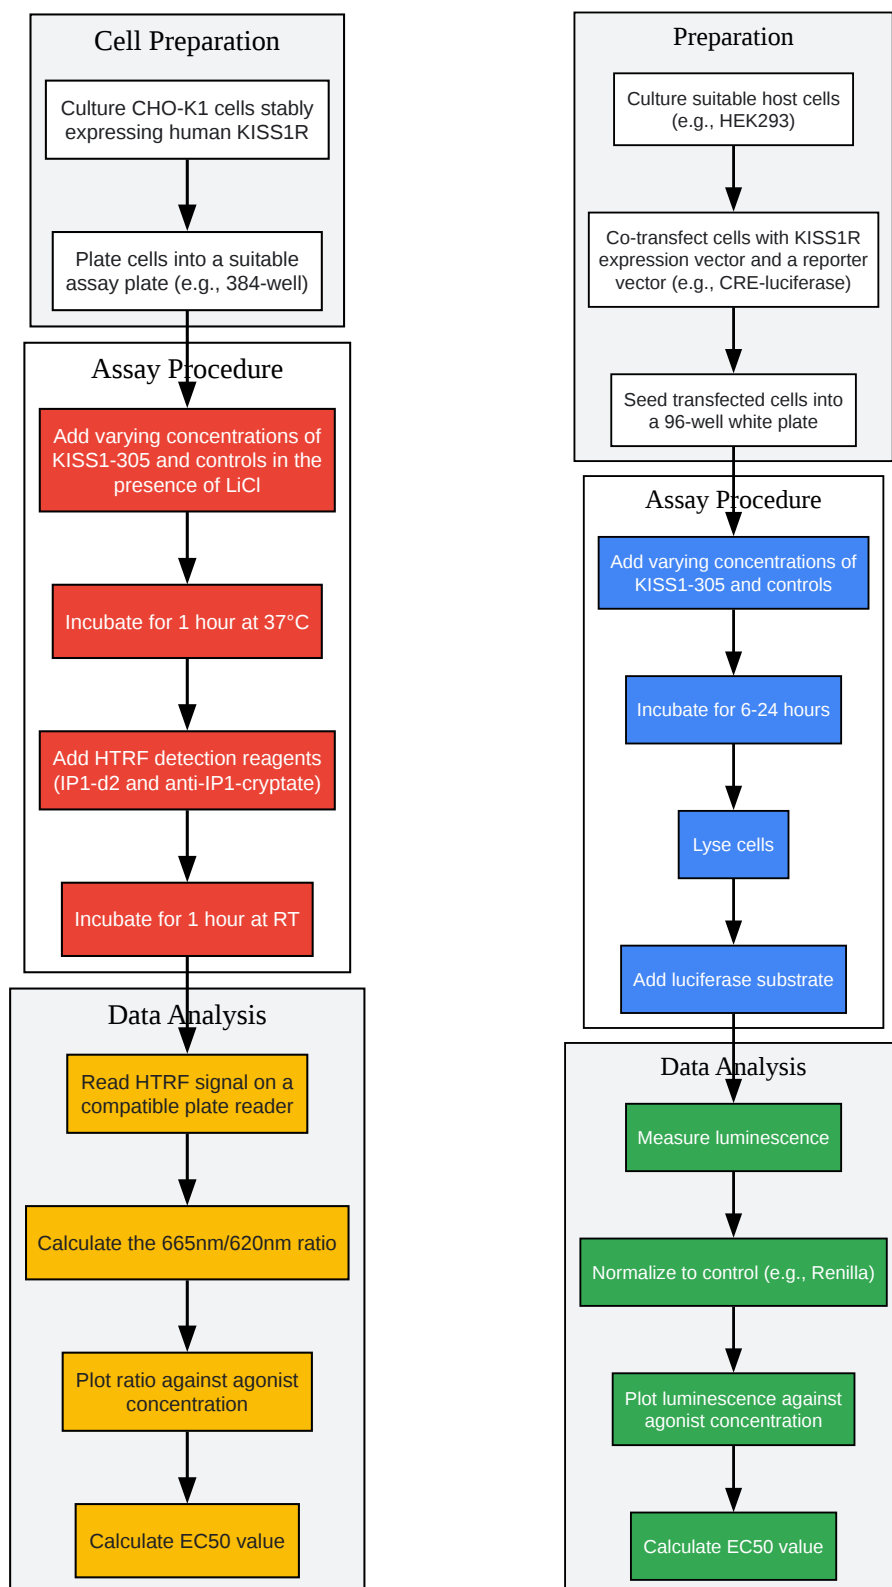 Cell Preparation
Culture CHO-K1 cells stably
expressing human KISS1R
Plate cells into a suitable
assay plate (e.g., 384-well)
Assay Procedure
Add varying concentrations of
KISS1-305 and controls in the
presence of LiCl
Incubate for 1 hour at 37°C
Add HTRF detection reagents
(IP1-d2 and anti-IP1-cryptate)
Incubate for 1 hour at RT
Data Analysis
Read HTRF signal on a
compatible plate reader
Calculate the 665nm/620nm ratio
Plot ratio against agonist
concentration
Calculate EC50 value
Preparation
Culture suitable host cells
(e.g., HEK293)
Co-transfect cells with KISS1R
expression vector and a reporter
vector (e.g., CRE-luciferase)
Seed transfected cells into
a 96-well white plate
Assay Procedure
Add varying concentrations of
KISS1-305 and controls
Incubate for 6-24 hours
Lyse cells
Add luciferase substrate
Data Analysis
Measure luminescence
Normalize to control (e.g., Renilla)
Plot luminescence against
agonist concentration
Calculate EC50 value